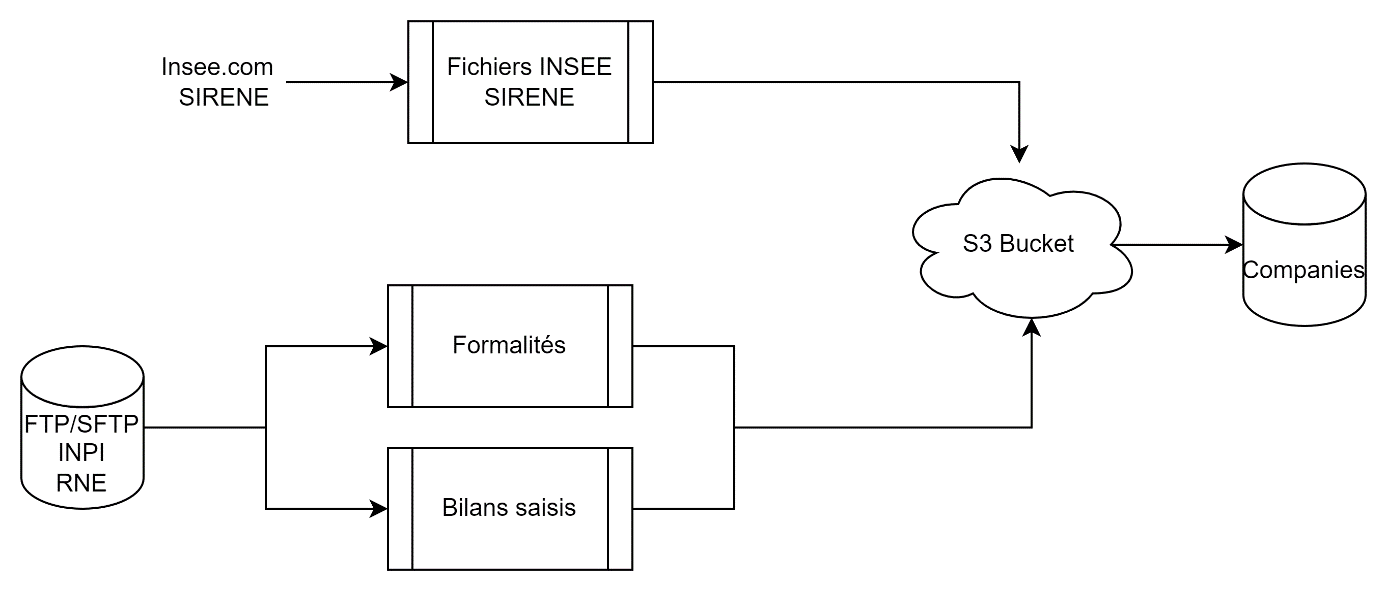 Insee.com
SIRENE
Fichiers INSEE
SIRENE
S3 Bucket
Companies
Formalités
FTP/SFTP
INPI
RNE
Bilans saisis